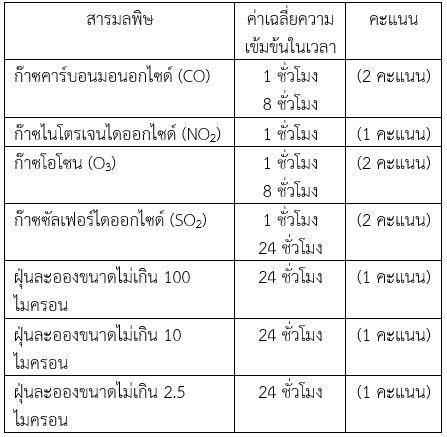 สารมลพิษ ค่าเฉลี่ยความ คะแนน
เข้มข้นในเวลา
ก๊าซคาร์บอนมอนอกไซด์ (CO) 1 ชั่วโมง (2 คะแนน)
8 ชั่วโมง
ก๊าซไนโตรเจนไดออกไซด์ (NO₂) 1 ชั่วโมง (1 คะแนน)
ก๊าซโอโซน (O₃) 1 ชั่วโมง (2 คะแนน)
8 ชั่วโมง
ก๊าซซัลเฟอร์ไดออกไซด์ (SO₂) 1 ชั่วโมง (2 คะแนน)
24 ชั่วโมง
ฝุ่นละอองขนาดไม่เกิน 100 24 ชั่วโมง (1 คะแนน)
ไมครอน
ฝุ่นละอองขนาดไม่เกิน 10 24 ชั่วโมง (1 คะแนน)
ไมครอน
ฝุ่นละอองขนาดไม่เกิน 2.5 24 ชั่วโมง (1 คะแนน)
ไมครอน